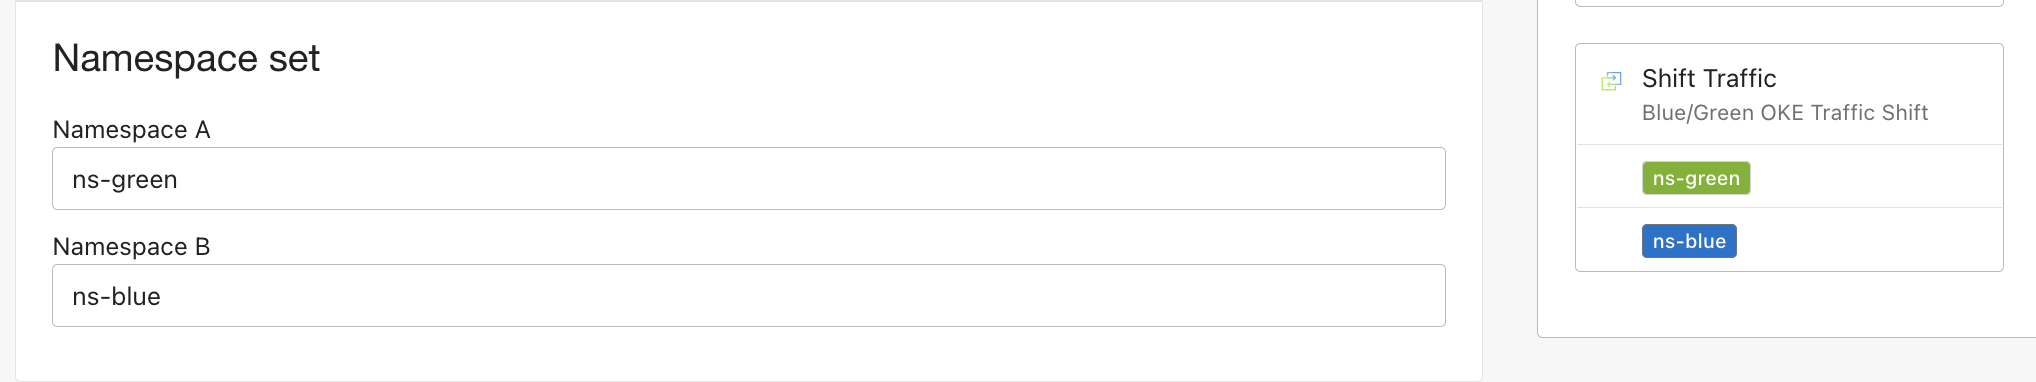 Namespace set
Namespace A
ns-green
Namespace B
ns-blue
Shift Traffic
Blue/Green OKE Traffic Shift
ns-green
ns-blue